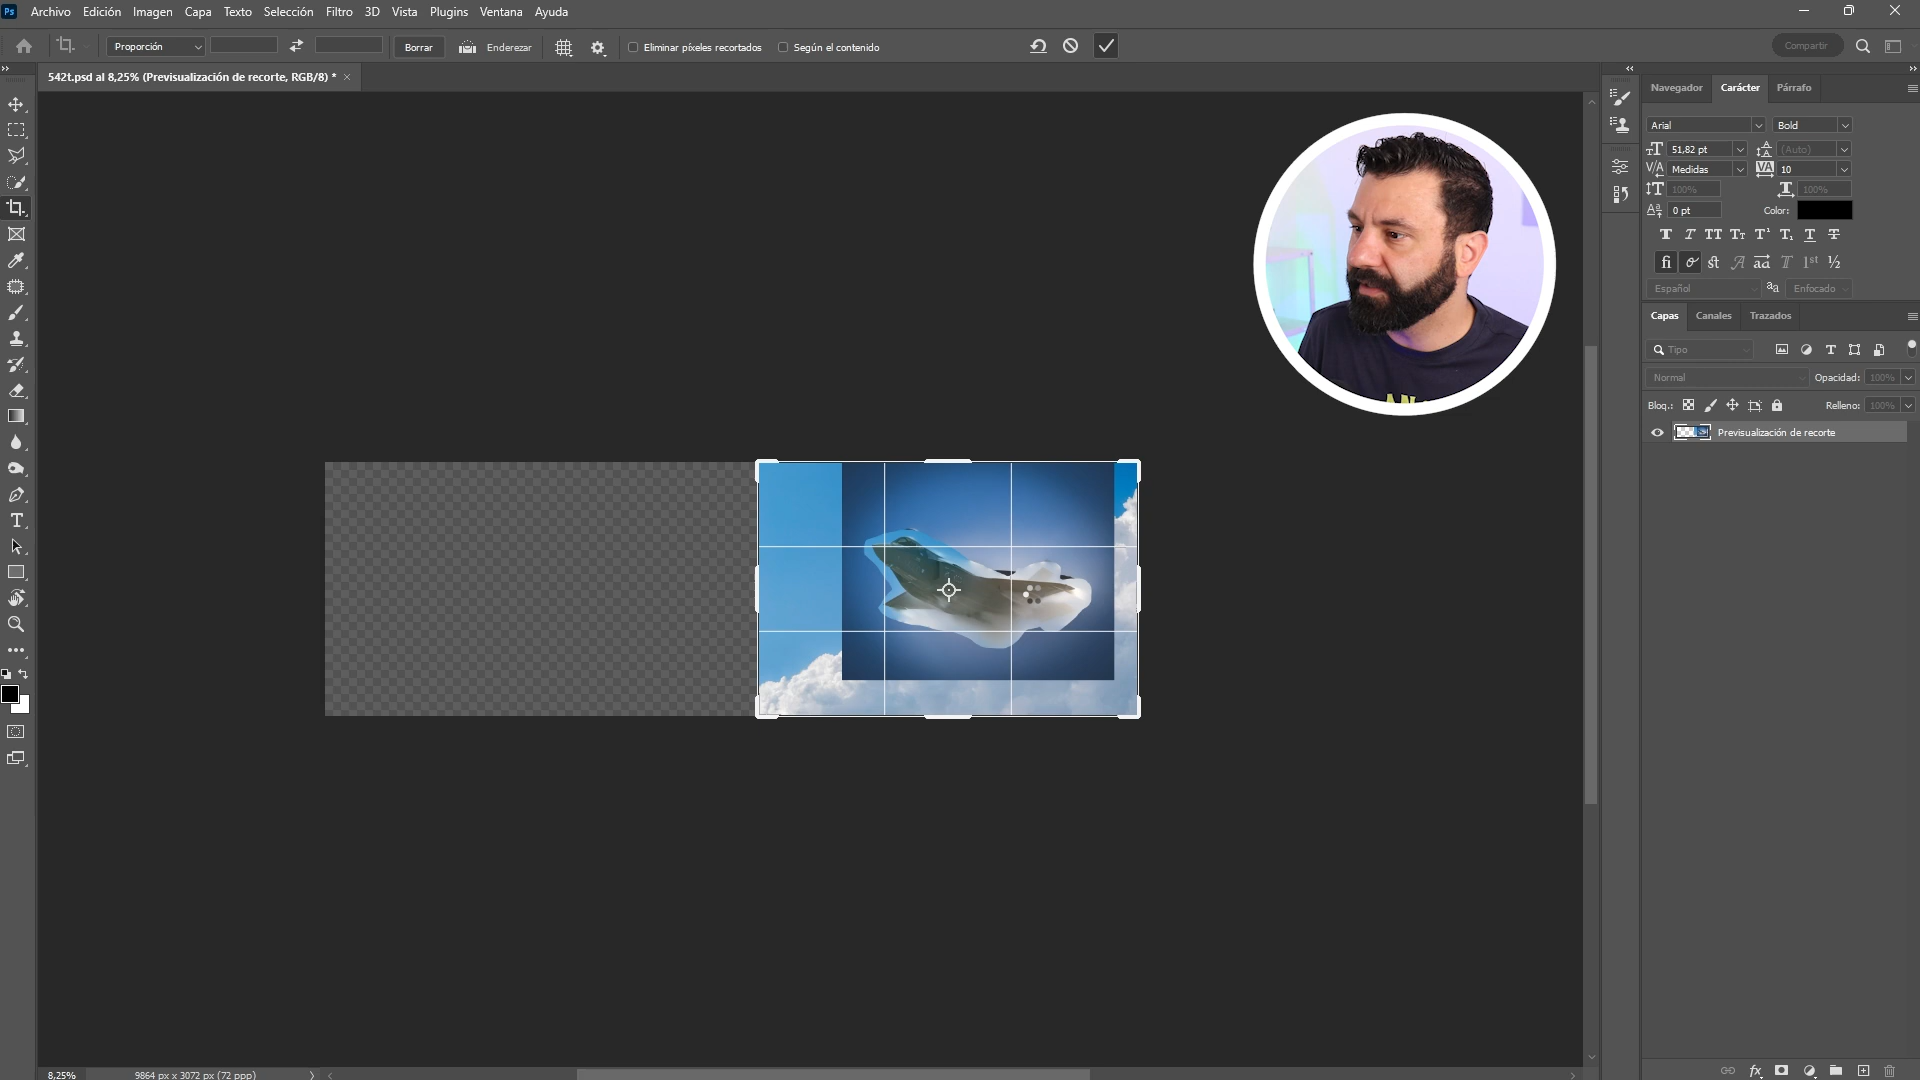 Ps Archivo Edición Imagen Capa Texto Selección Filtro 3D Vista Plugins Ventana Ayuda
Proporción Borrar Enderezar Eliminar píxeles recortados Según el contenido Compartir
542t.psd al 8,25% (Previsualización de recorte, RGB/8) *
Navegador Carácter Párrafo
Arial Bold
51,82 pt (Auto)
Medidas 10
100% 100%
0 pt Color:
Español Enfocado
Capas Canales Trazados
Tipo
Normal Opacidad: 100%
Bloq.: Relleno: 100%
Previsualización de recorte
8,25% 9864 px x 3072 px (72 ppp)